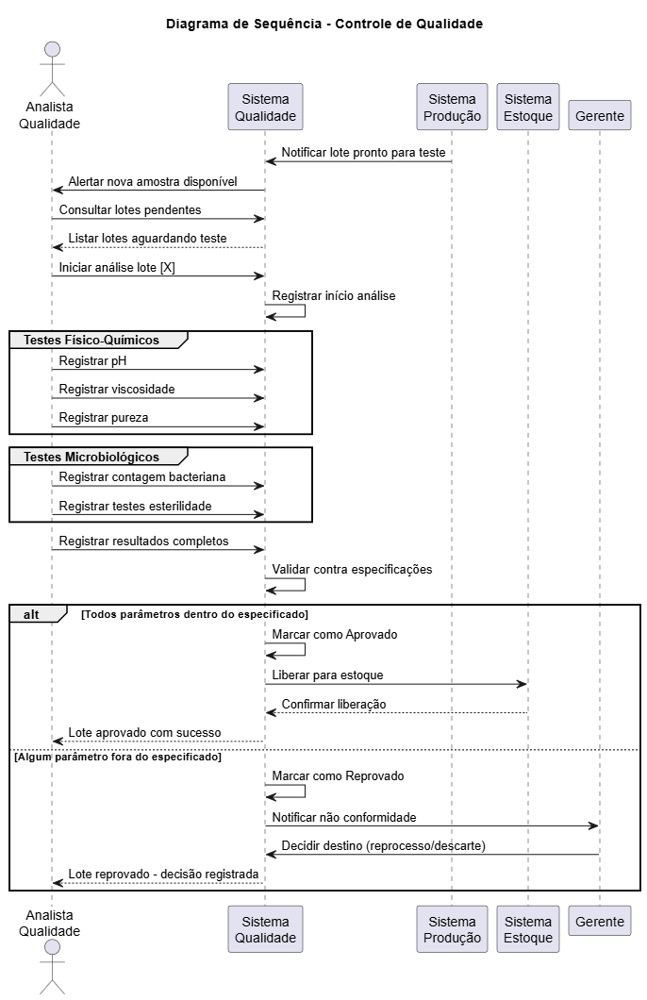 Diagrama de Sequência - Controle de Qualidade
Analista
Qualidade
Sistema
Qualidade
Sistema
Produção
Sistema
Estoque
Gerente
Notificar lote pronto para teste
Alertar nova amostra disponível
Consultar lotes pendentes
Listar lotes aguardando teste
Iniciar análise lote [X]
Registrar início análise
Testes Físico-Químicos
Registrar pH
Registrar viscosidade
Registrar pureza
Testes Microbiológicos
Registrar contagem bacteriana
Registrar testes esterilidade
Registrar resultados completos
Validar contra especificações
alt [Todos parâmetros dentro do especificado]
Marcar como Aprovado
Liberar para estoque
Confirmar liberação
Lote aprovado com sucesso
[Algum parâmetro fora do especificado]
Marcar como Reprovado
Notificar não conformidade
Decidir destino (reprocesso/descarte)
Lote reprovado - decisão registrada
Analista
Qualidade
Sistema
Qualidade
Sistema
Produção
Sistema
Estoque
Gerente